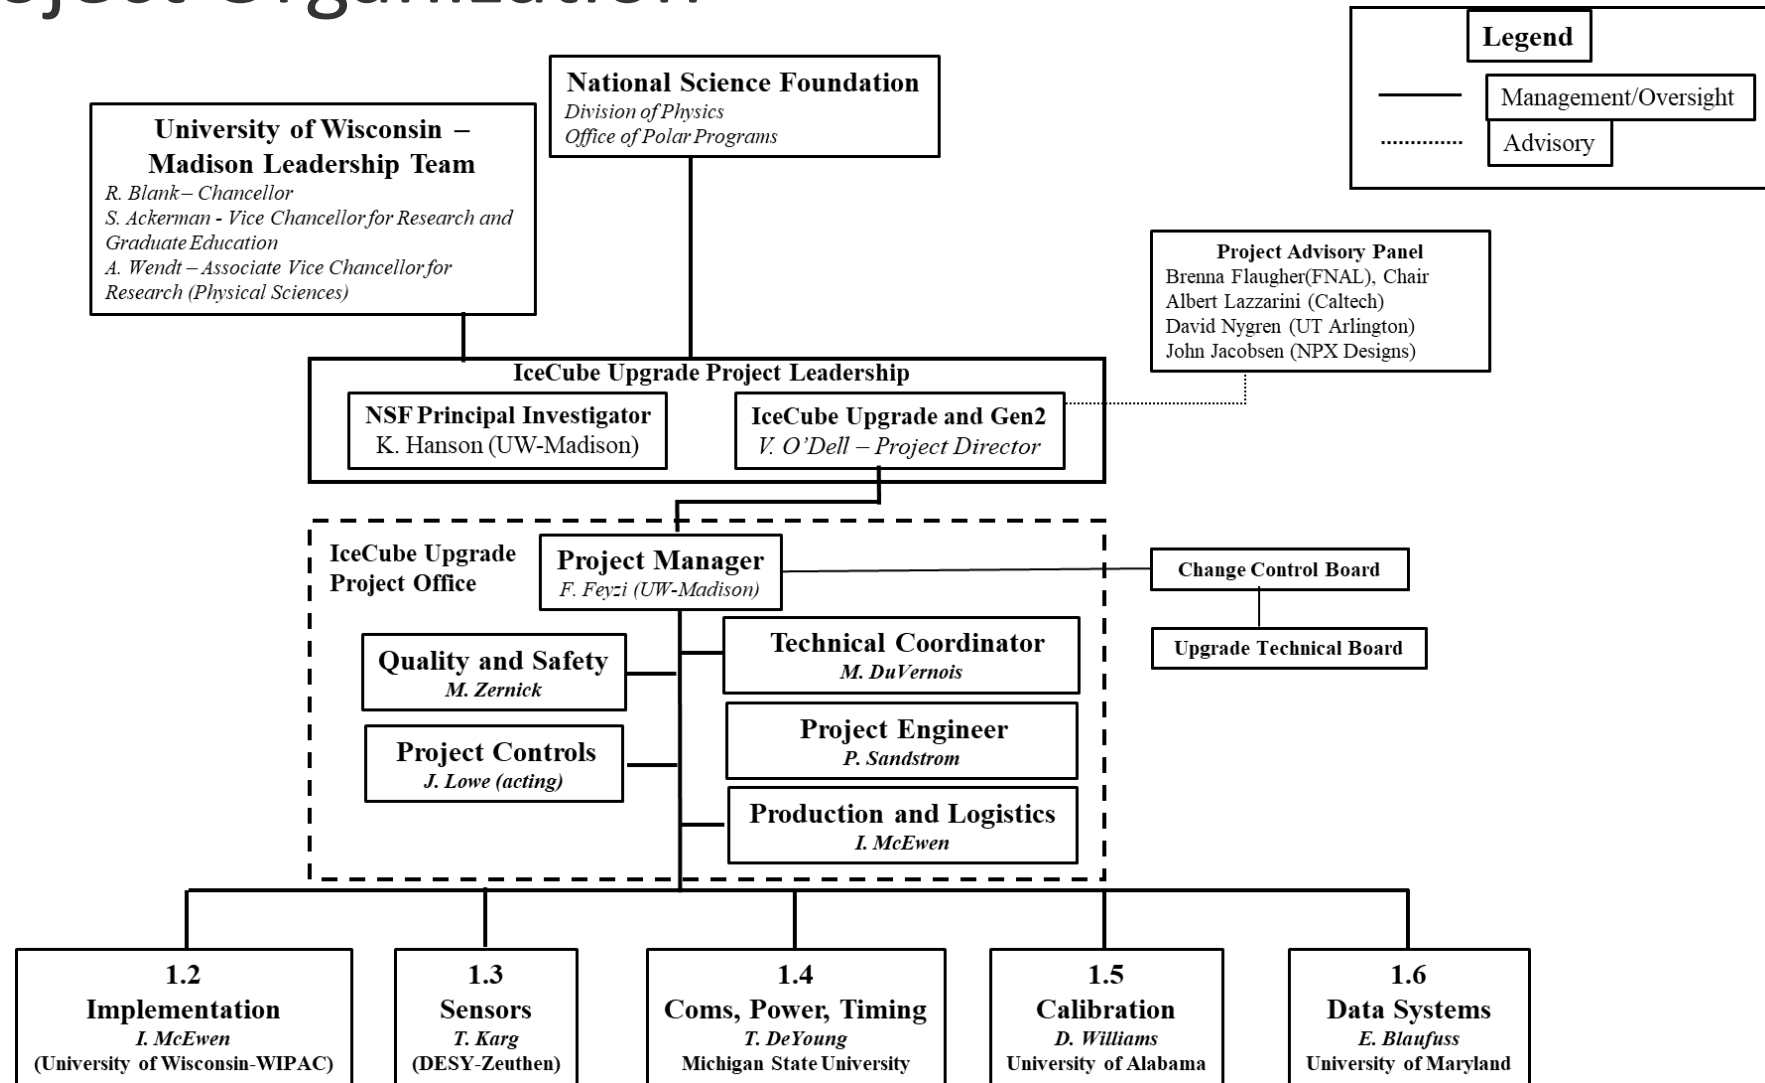 oject Organization
Legend
Management/Oversight
Advisory
National Science Foundation
Division of Physics
Office of Polar Programs
University of Wisconsin –
Madison Leadership Team
R. Blank – Chancellor
S. Ackerman - Vice Chancellor for Research and
Graduate Education
A. Wendt – Associate Vice Chancellor for
Research (Physical Sciences)
Project Advisory Panel
Brenna Flaugher(FNAL), Chair
Albert Lazzarini (Caltech)
David Nygren (UT Arlington)
John Jacobsen (NPX Designs)
IceCube Upgrade Project Leadership
NSF Principal Investigator
K. Hanson (UW-Madison)
IceCube Upgrade and Gen2
V. O’Dell – Project Director
IceCube Upgrade
Project Office
Project Manager
F. Feyzi (UW-Madison)
Change Control Board
Upgrade Technical Board
Quality and Safety
M. Zernick
Technical Coordinator
M. DuVernois
Project Controls
J. Lowe (acting)
Project Engineer
P. Sandstrom
Production and Logistics
I. McEwen
1.2
Implementation
I. McEwen
(University of Wisconsin-WIPAC)
1.3
Sensors
T. Karg
(DESY-Zeuthen)
1.4
Coms, Power, Timing
T. DeYoung
Michigan State University
1.5
Calibration
D. Williams
University of Alabama
1.6
Data Systems
E. Blaufuss
University of Maryland